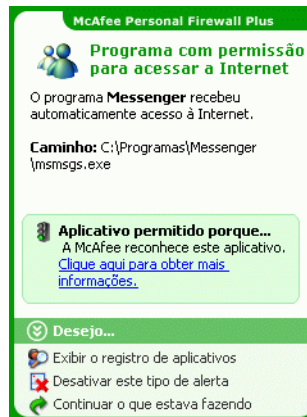 McAfee Personal Firewall Plus
Programa com permissão
para acessar a Internet
O programa Messenger recebeu
automaticamente acesso à Internet.
Caminho: C:\Programas\Messenger
\msmsgs.exe
Aplicativo permitido porque...
A McAfee reconhece este aplicativo.
Clique aqui para obter mais
informações.
Desejo...
Exibir o registro de aplicativos
Desativar este tipo de alerta
Continuar o que estava fazendo